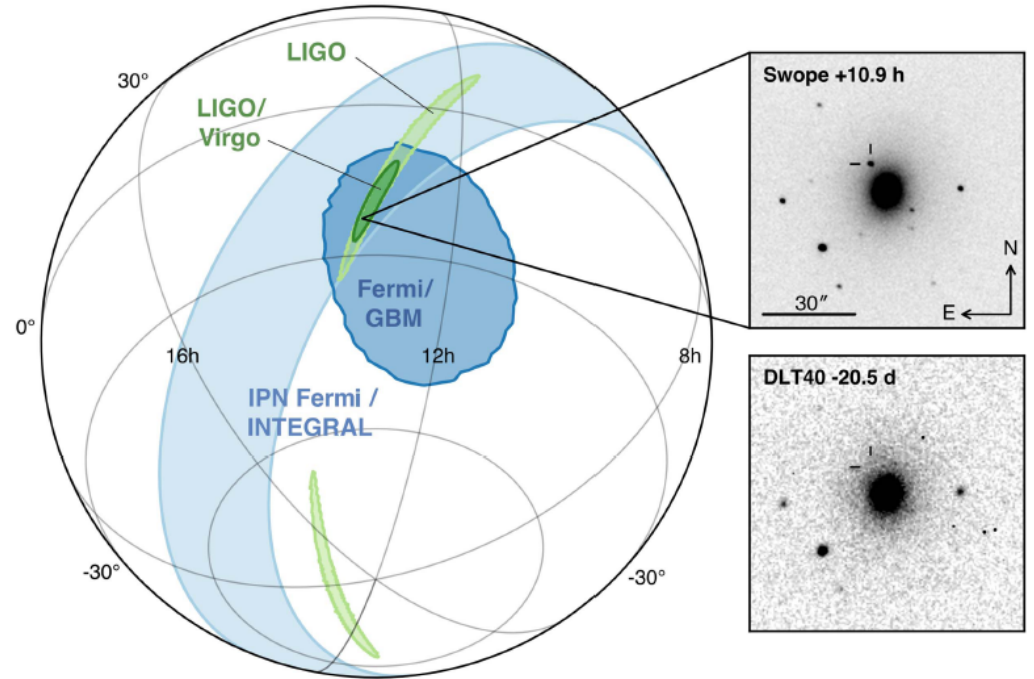 LIGO
LIGO/
Virgo
30°
0°
16h
12h
8h
Fermi/
GBM
IPN Fermi /
INTEGRAL
-30°
-30°
Swope +10.9 h
N
E
30″
DLT40 -20.5 d